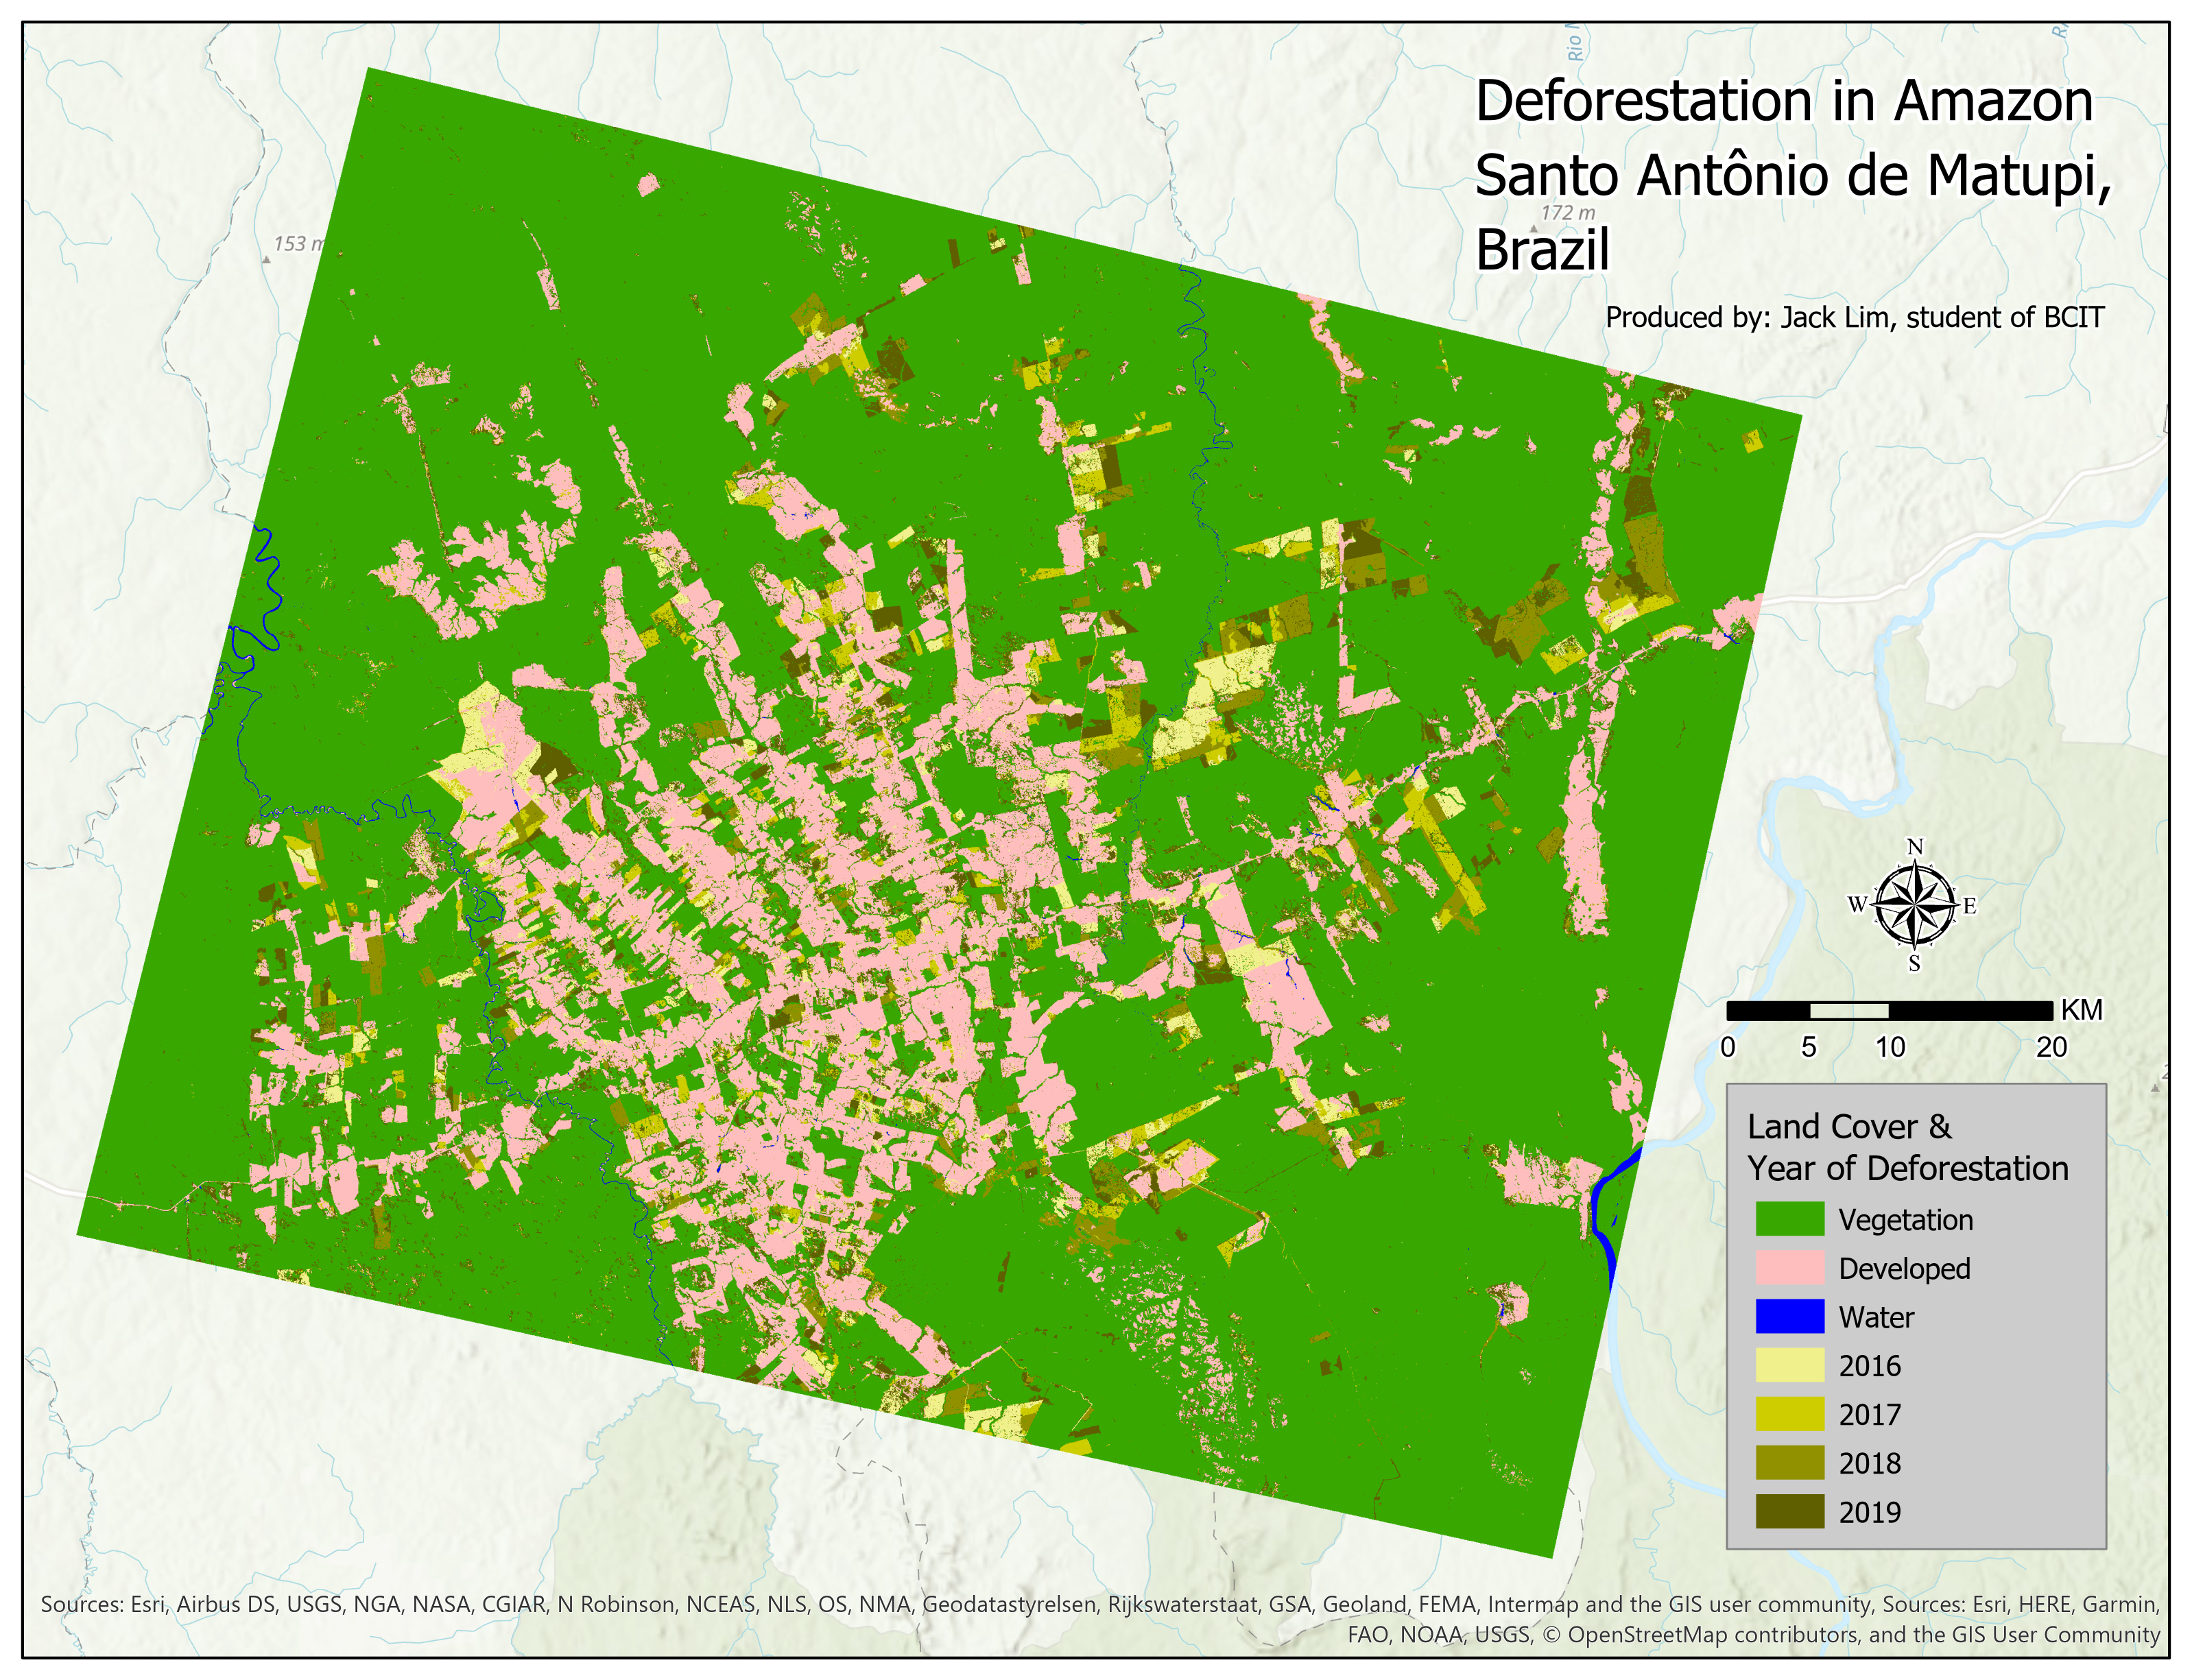 Rio
Deforestation in Amazon
Santo Antônio de Matupi,
172 m
Brazil
153 m
Produced by: Jack Lim, student of BCIT
N
W
E
S
KM
0 5 10 20
Land Cover &
Year of Deforestation
Vegetation
Developed
Water
2016
2017
2018
2019
Sources: Esri, Airbus DS, USGS, NGA, NASA, CGIAR, N Robinson, NCEAS, NLS, OS, NMA, Geodatastyrelsen, Rijkswaterstaat, GSA, Geoland, FEMA, Intermap and the GIS user community, Sources: Esri, HERE, Garmin,
FAO, NOAA, USGS, © OpenStreetMap contributors, and the GIS User Community